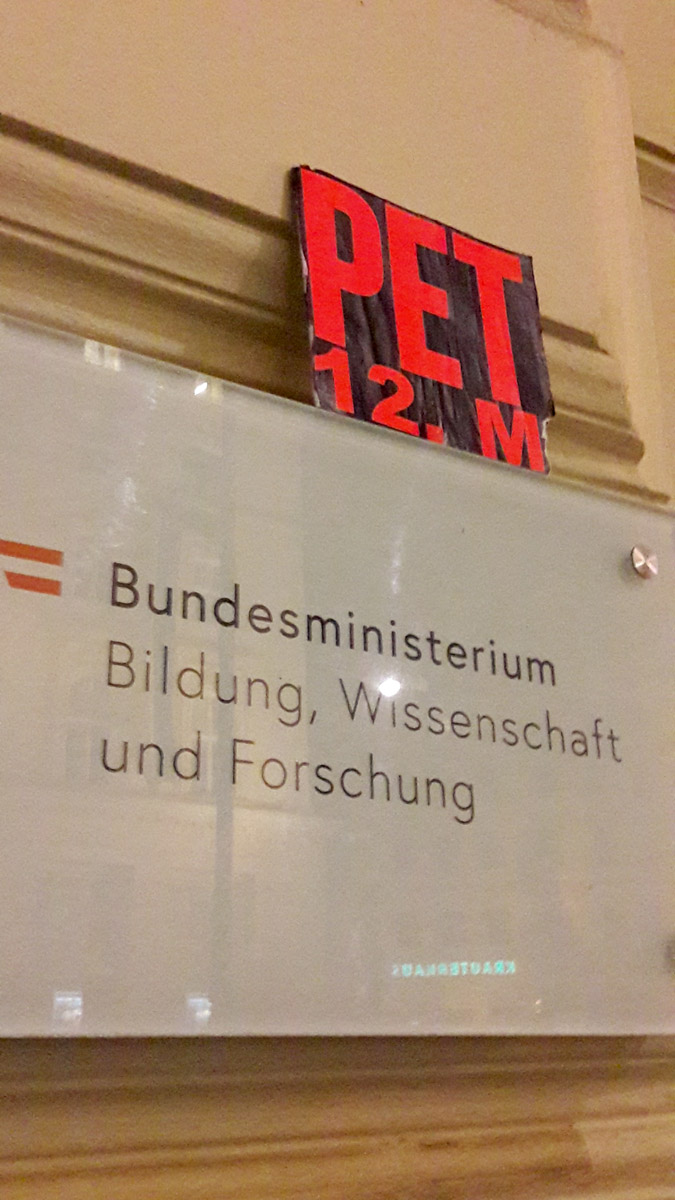 PET
12. M
Bundesministerium
Bildung, Wissenschaft
und Forschung